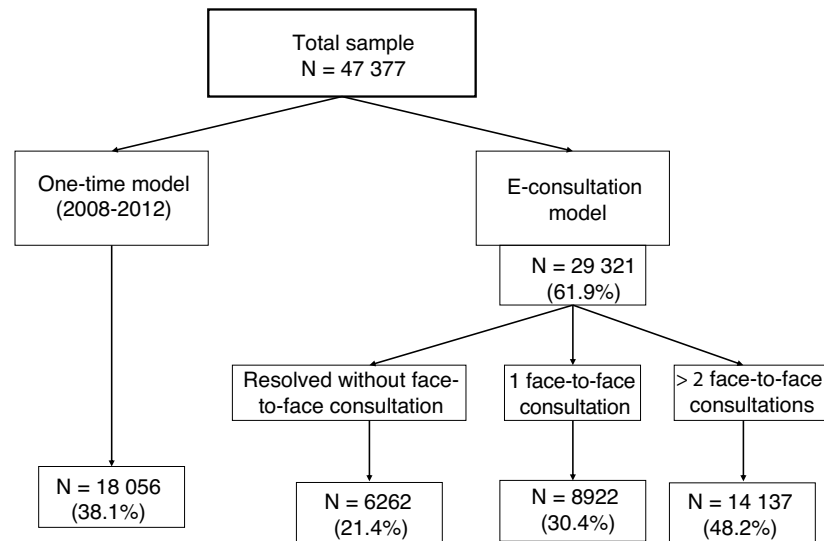 Total sample
N = 47 377
One-time model
(2008-2012)
E-consultation
model
N = 29 321
(61.9%)
Resolved without face-
to-face consultation
1 face-to-face
consultation
> 2 face-to-face
consultations
N = 18 056
(38.1%)
N = 6262
(21.4%)
N = 8922
(30.4%)
N = 14 137
(48.2%)